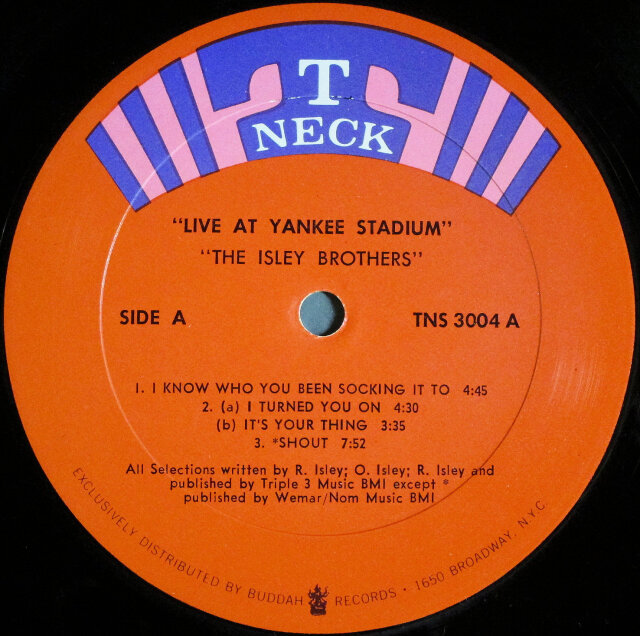 T
NECK
"LIVE AT YANKEE STADIUM"
"THE ISLEY BROTHERS"
SIDE A
TNS 3004 A
1. I KNOW WHO YOU BEEN SOCKING IT TO 4:45
2. (a) I TURNED YOU ON 4:30
(b) IT'S YOUR THING 3:35
3. *SHOUT 7:52
All Selections written by R. Isley; O. Isley; R. Isley and
published by Triple 3 Music BMI except *
published by Wemar/Nom Music BMI
EXCLUSIVELY DISTRIBUTED BY BUDDAH RECORDS • 1650 BROADWAY, N.Y.C.